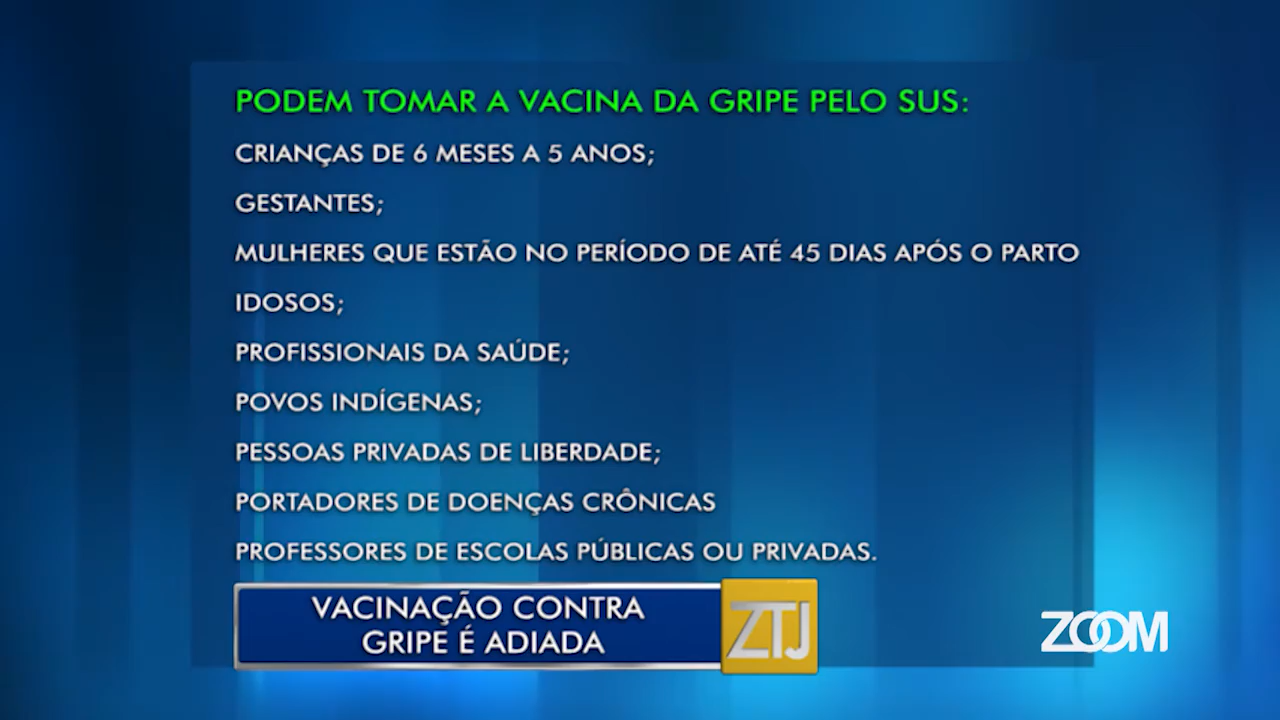 PODEM TOMAR A VACINA DA GRIPE PELO SUS:
CRIANÇAS DE 6 MESES A 5 ANOS;
GESTANTES;
MULHERES QUE ESTÃO NO PERÍODO DE ATÉ 45 DIAS APÓS O PARTO
IDOSOS;
PROFISSIONAIS DA SAÚDE;
POVOS INDÍGENAS;
PESSOAS PRIVADAS DE LIBERDADE;
PORTADORES DE DOENÇAS CRÔNICAS
PROFESSORES DE ESCOLAS PÚBLICAS OU PRIVADAS.
VACINAÇÃO CONTRA
GRIPE É ADIADA
ZTJ
ZOOM